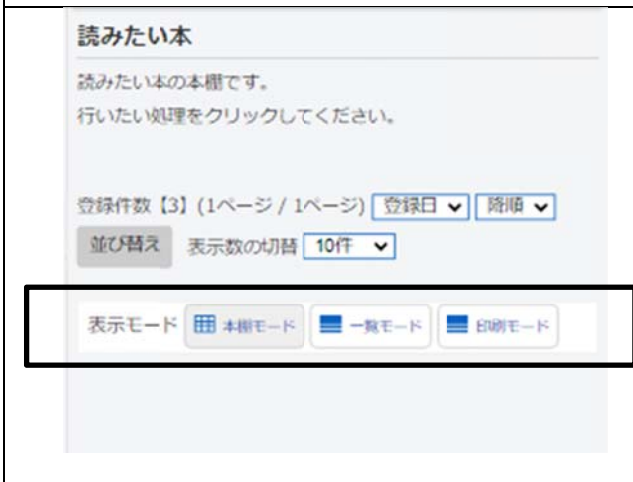 読みたい本
読みたい本の本棚です。
行いたい処理をクリックしてください。
登録件数【3】(1ページ / 1ページ) 登録日 降順
並び替え 表示数の切替 10件
表示モード 本棚モード 一覧モード 印刷モード